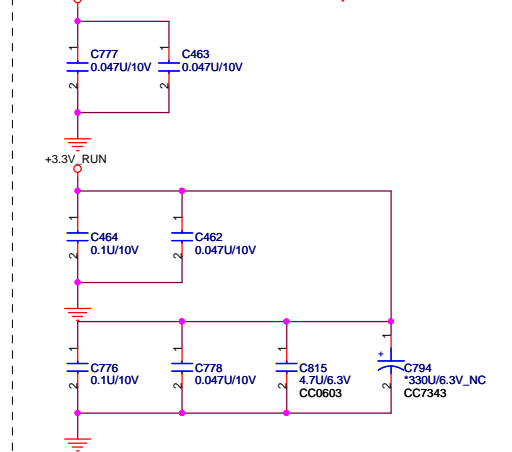 1 1
C777 C463
0.047U/10V 0.047U/10V
2 2
+3.3V_RUN
1 1
C464 C462
0.1U/10V 0.047U/10V
2 2
1 1 1 1
+
C776 C778 C815 C794
0.1U/10V 0.047U/10V 4.7U/6.3V *330U/6.3V_NC
2 2 2 2
CC0603 CC7343